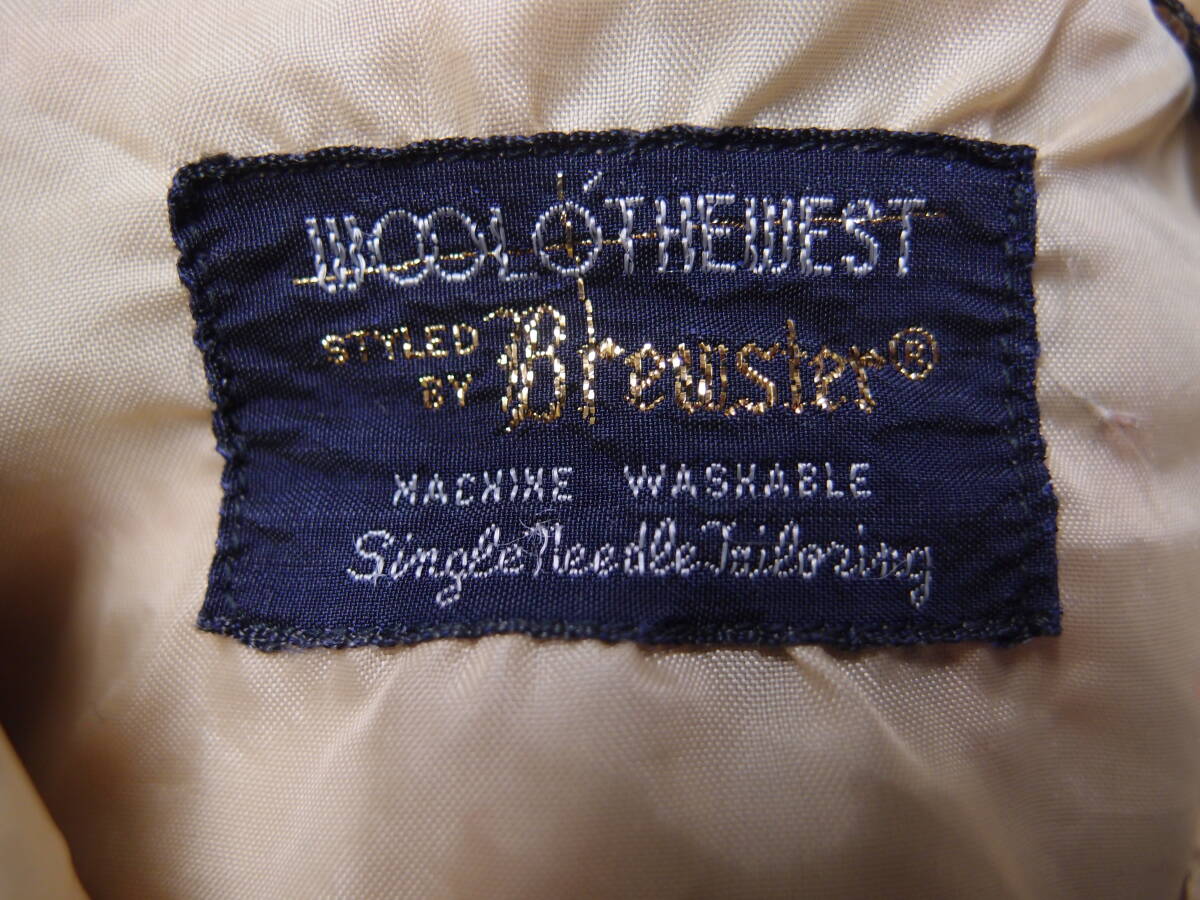 WOOL O'THE WEST
STYLED BY Brewster®
MACHINE WASHABLE
Single Needle Tailoring